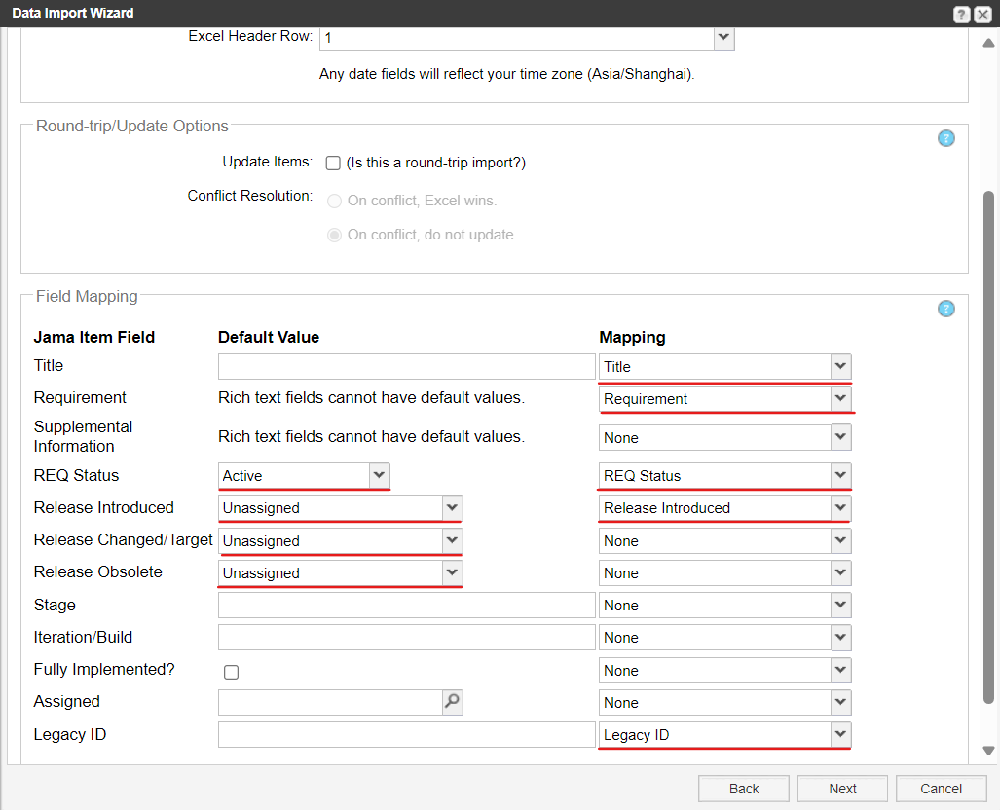 Data Import Wizard
Excel Header Row: 1
Any date fields will reflect your time zone (Asia/Shanghai).
Round-trip/Update Options
Update Items: (Is this a round-trip import?)
Conflict Resolution: On conflict, Excel wins.
On conflict, do not update.
Field Mapping
Jama Item Field Default Value Mapping
Title Title
Requirement Rich text fields cannot have default values. Requirement
Supplemental
Information Rich text fields cannot have default values. None
REQ Status Active REQ Status
Release Introduced Unassigned Release Introduced
Release Changed/Target Unassigned None
Release Obsolete Unassigned None
Stage None
Iteration/Build None
Fully Implemented? None
Assigned None
Legacy ID Legacy ID
Back Next Cancel